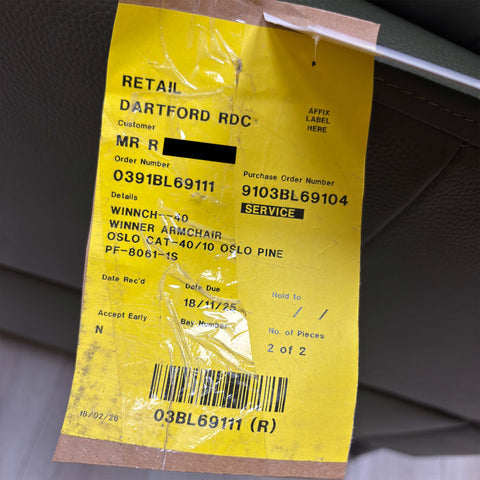 RETAIL
DARTFORD RDC
AFFIX
LABEL
HERE
Customer
MR R
Order Number
0391BL69111
Purchase Order Number
9103BL69104
SERVICE
Details
WINNCH--40
WINNER ARMCHAIR
OSLO CAT-40/10 OSLO PINE
PF-8061-1S
Date Rec'd
Date Due
18/11/25
Hold to
/ /
Accept Early
N
Bay Number
No. of Pieces
2 of 2
03BL69111 (R)
18/02/26